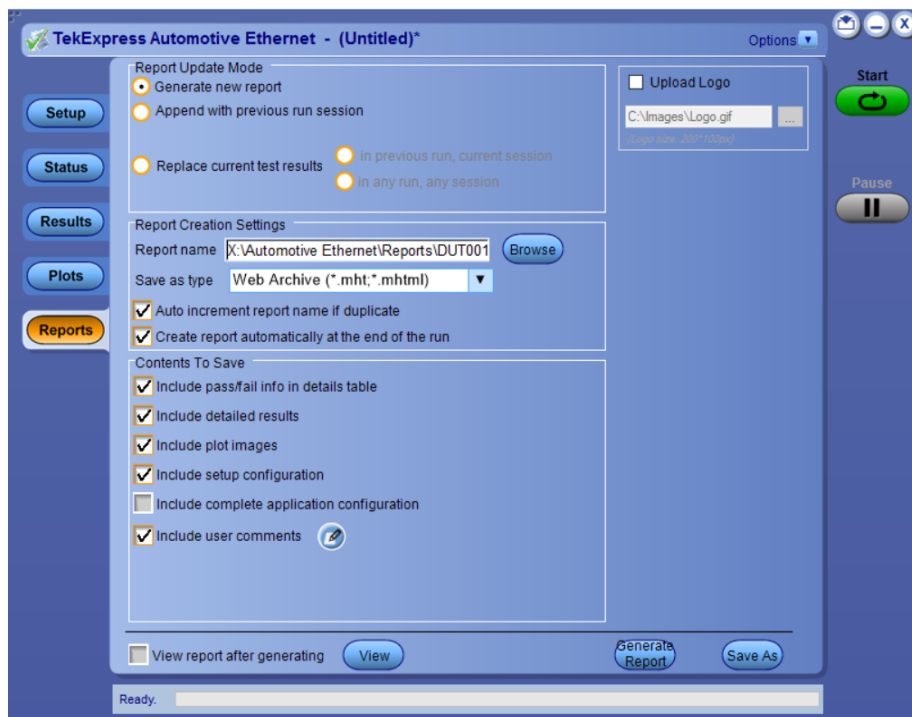 TekExpress Automotive Ethernet - (Untitled)*
Options
X
Setup
Status
Results
Plots
Reports
Report Update Mode
Generate new report
Append with previous run session
Replace current test results
in previous run, current session
in any run, any session
Upload Logo
C:\Images\Logo.gif
...
(Logo size: 200*100px)
Start
Pause
Report Creation Settings
Report name X:\Automotive Ethernet\Reports\DUT001 Browse
Save as type Web Archive (*.mht;*.mhtml)
Auto increment report name if duplicate
Create report automatically at the end of the run
Contents To Save
Include pass/fail info in details table
Include detailed results
Include plot images
Include setup configuration
Include complete application configuration
Include user comments
View report after generating View
Generate
Report
Save As
Ready.